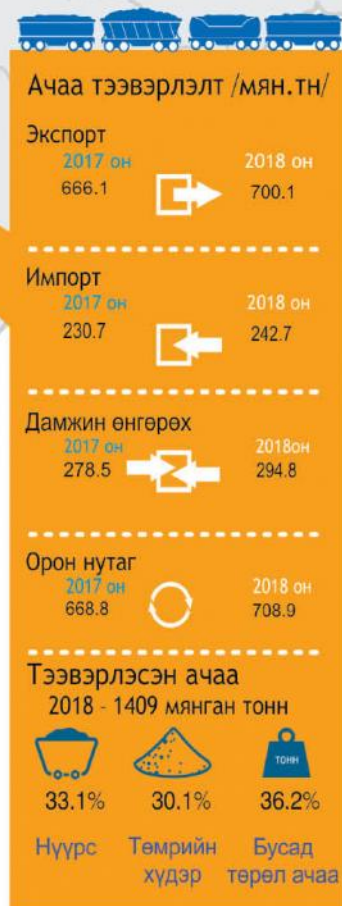 Ачаа тээвэрлэлт /мян.тн/
Экспорт
2017 он 2018 он
666.1 700.1
Импорт
2017 он 2018 он
230.7 242.7
Дамжин өнгөрөх
2017 он 2018он
278.5 294.8
Орон нутаг
2017 он 2018 он
668.8 708.9
Тээвэрлэсэн ачаа
2018 - 1409 мянган тонн
ТОНН
33.1% 30.1% 36.2%
Нүүрс Төмрийн Бусад
хүдэр төрөл ачаа